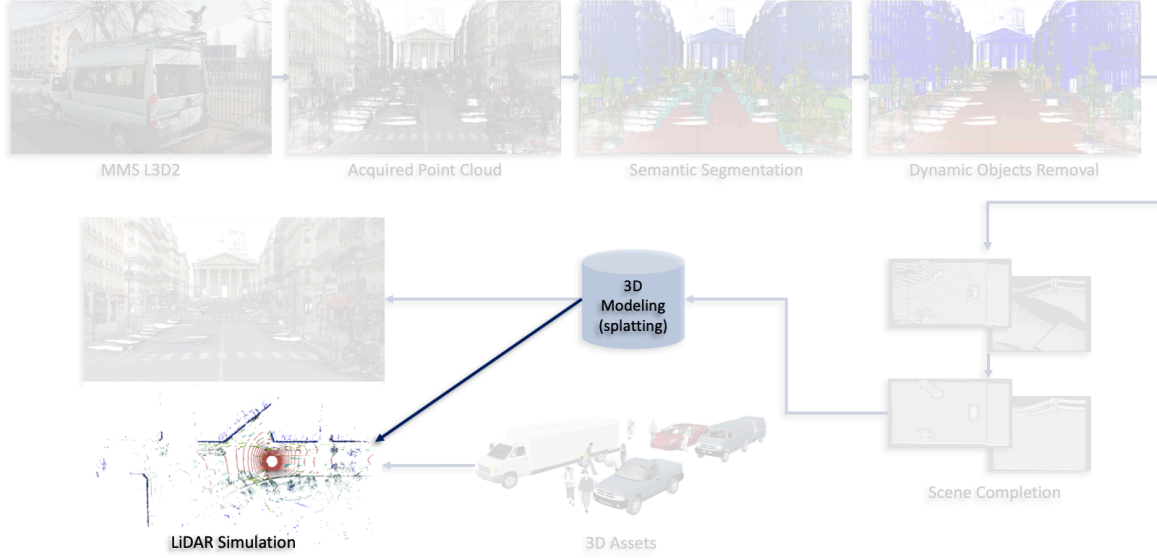 MMS L3D2
Acquired Point Cloud
Semantic Segmentation
Dynamic Objects Removal
3D
Modeling
(splatting)
Scene Completion
LiDAR Simulation
3D Assets